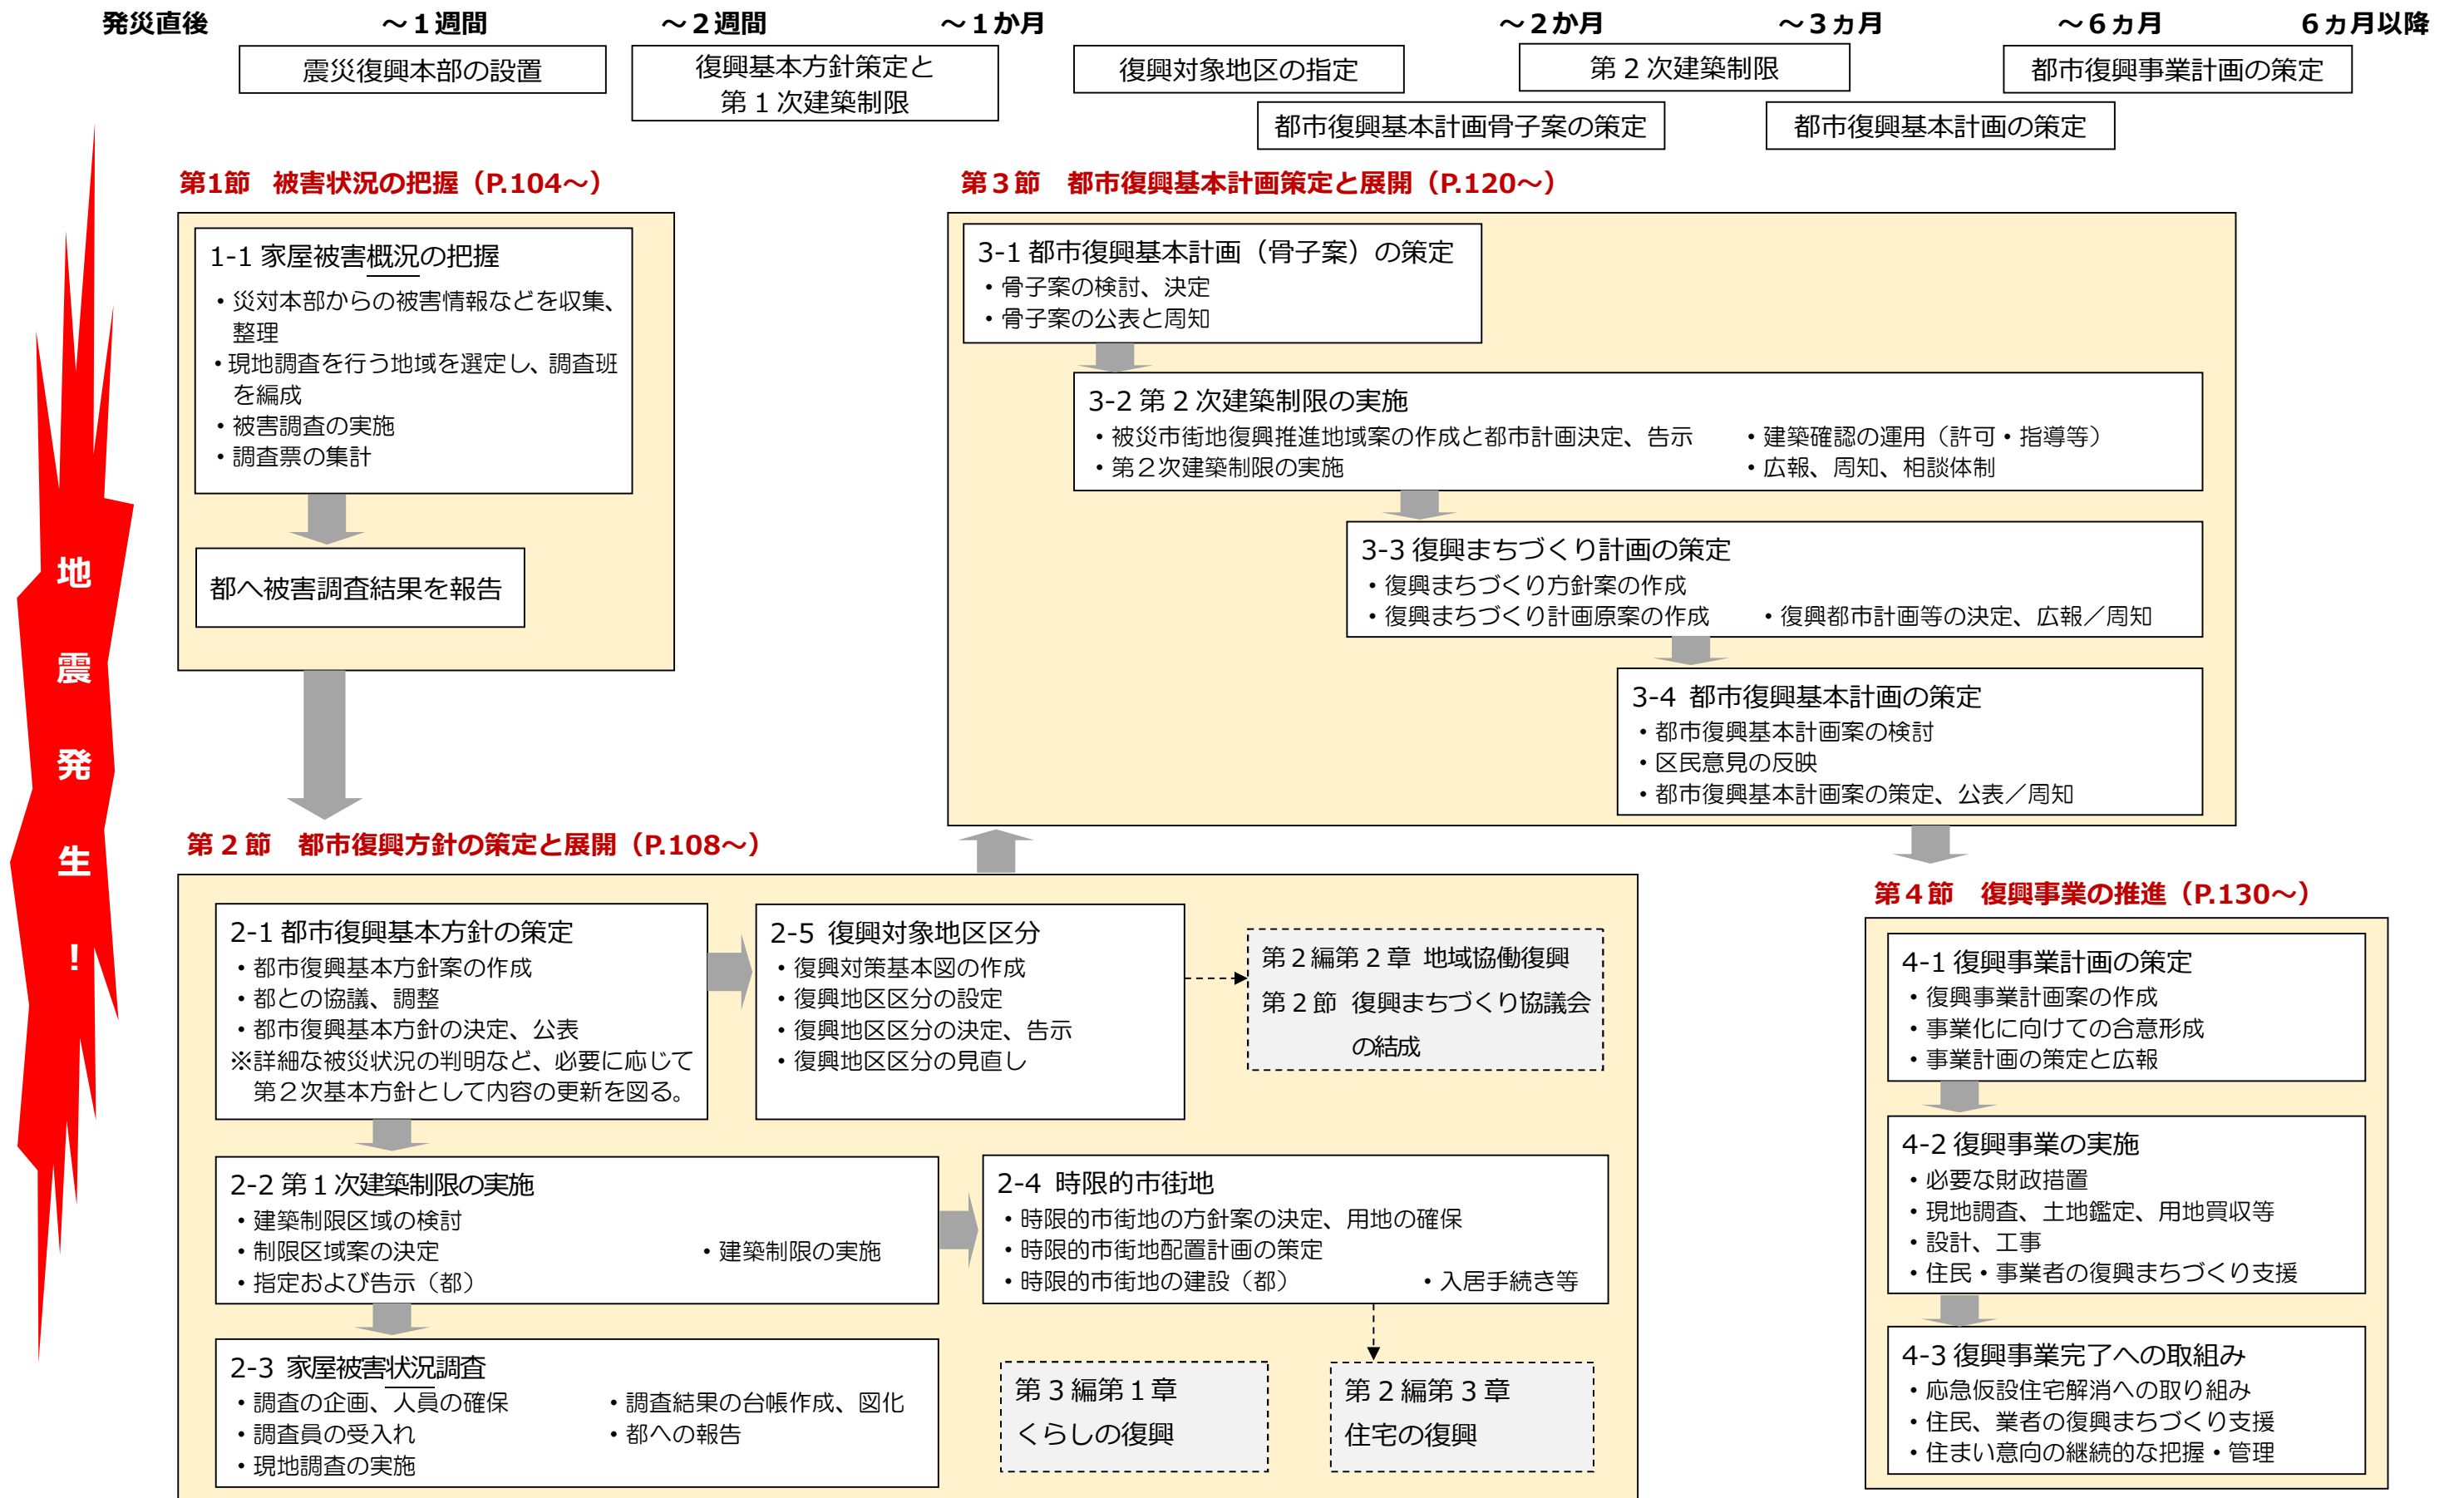 発災直後　～１週間　～２週間　～１か月　～２か月　～３ヵ月　～６ヵ月　６ヵ月以降
震災復興本部の設置
復興基本方針策定と
第１次建築制限
復興対象地区の指定
第２次建築制限
都市復興事業計画の策定
都市復興基本計画骨子案の策定
都市復興基本計画の策定
地震発生！
第1節　被害状況の把握（P.104～）
1-1 家屋被害概況の把握
・災対本部からの被害情報などを収集、
整理
・現地調査を行う地域を選定し、調査班
を編成
・被害調査の実施
・調査票の集計
都へ被害調査結果を報告
第２節　都市復興方針の策定と展開（P.108～）
2-1 都市復興基本方針の策定
・都市復興基本方針案の作成
・都との協議、調整
・都市復興基本方針の決定、公表
※詳細な被災状況の判明など、必要に応じて
第２次基本方針として内容の更新を図る。
2-5 復興対象地区区分
・復興対策基本図の作成
・復興地区区分の設定
・復興地区区分の決定、告示
・復興地区区分の見直し
第２編第２章 地域協働復興
第２節 復興まちづくり協議会
の結成
2-2 第１次建築制限の実施
・建築制限区域の検討
・制限区域案の決定　・建築制限の実施
・指定および告示（都）
2-4 時限的市街地
・時限的市街地の方針案の決定、用地の確保
・時限的市街地配置計画の策定
・時限的市街地の建設（都）　・入居手続き等
2-3 家屋被害状況調査
・調査の企画、人員の確保　・調査結果の台帳作成、図化
・調査員の受入れ　・都への報告
・現地調査の実施
第３編第１章
くらしの復興
第２編第３章
住宅の復興
第３節　都市復興基本計画策定と展開（P.120～）
3-1 都市復興基本計画（骨子案）の策定
・骨子案の検討、決定
・骨子案の公表と周知
3-2 第２次建築制限の実施
・被災市街地復興推進地域案の作成と都市計画決定、告示　・建築確認の運用（許可・指導等）
・第２次建築制限の実施　・広報、周知、相談体制
3-3 復興まちづくり計画の策定
・復興まちづくり方針案の作成
・復興まちづくり計画原案の作成　・復興都市計画等の決定、広報／周知
3-4 都市復興基本計画の策定
・都市復興基本計画案の検討
・区民意見の反映
・都市復興基本計画案の策定、公表／周知
第４節　復興事業の推進（P.130～）
4-1 復興事業計画の策定
・復興事業計画案の作成
・事業化に向けての合意形成
・事業計画の策定と広報
4-2 復興事業の実施
・必要な財政措置
・現地調査、土地鑑定、用地買収等
・設計、工事
・住民・事業者の復興まちづくり支援
4-3 復興事業完了への取組み
・応急仮設住宅解消への取り組み
・住民、業者の復興まちづくり支援
・住まい意向の継続的な把握・管理